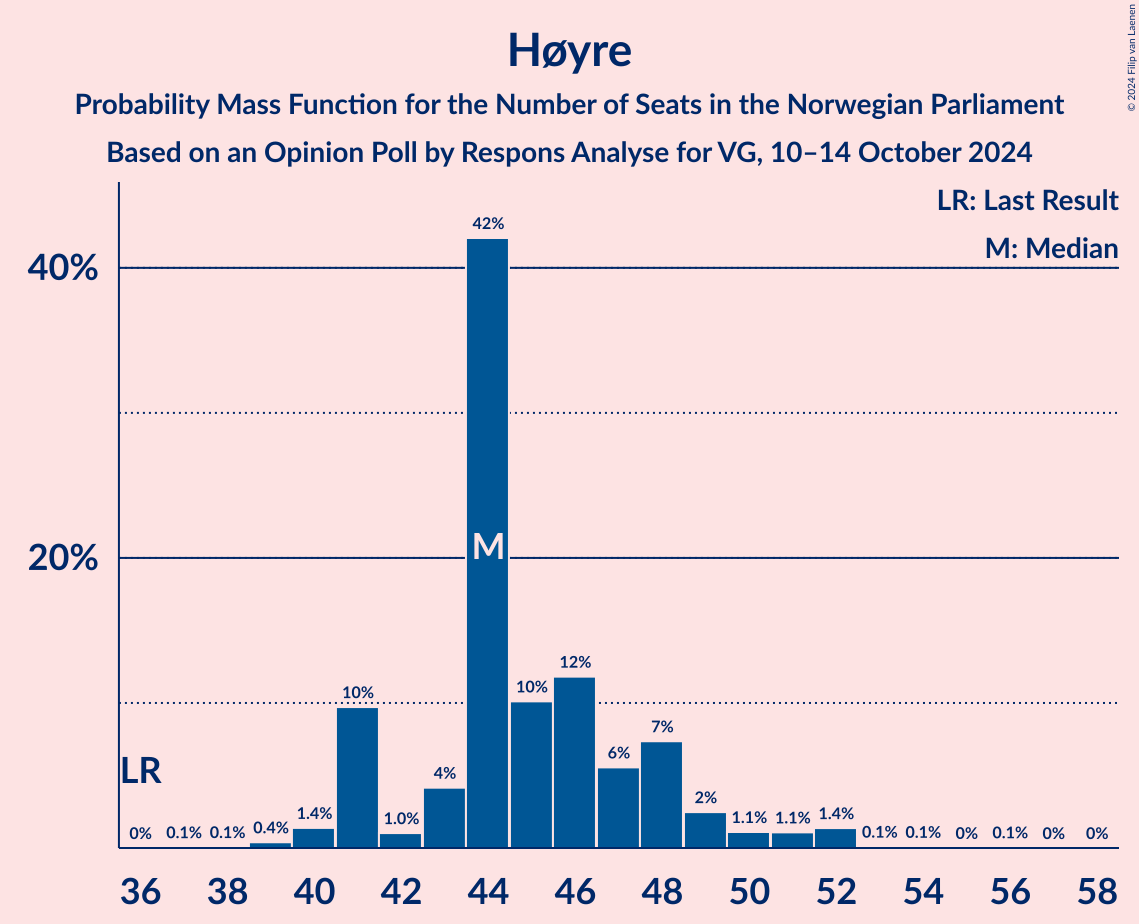 Høyre
Probability Mass Function for the Number of Seats in the Norwegian Parliament
Based on an Opinion Poll by Respons Analyse for VG, 10–14 October 2024
© 2024 Filip van Laenen
LR: Last Result
M: Median
40%
20%
42%
M
12%
10%
10%
7%
6%
LR
4%
2%
0% 0.1% 0.1% 0.4% 1.4% 1.0% 1.1% 1.1% 1.4% 0.1% 0.1% 0% 0.1% 0% 0%
36 38 40 42 44 46 48 50 52 54 56 58